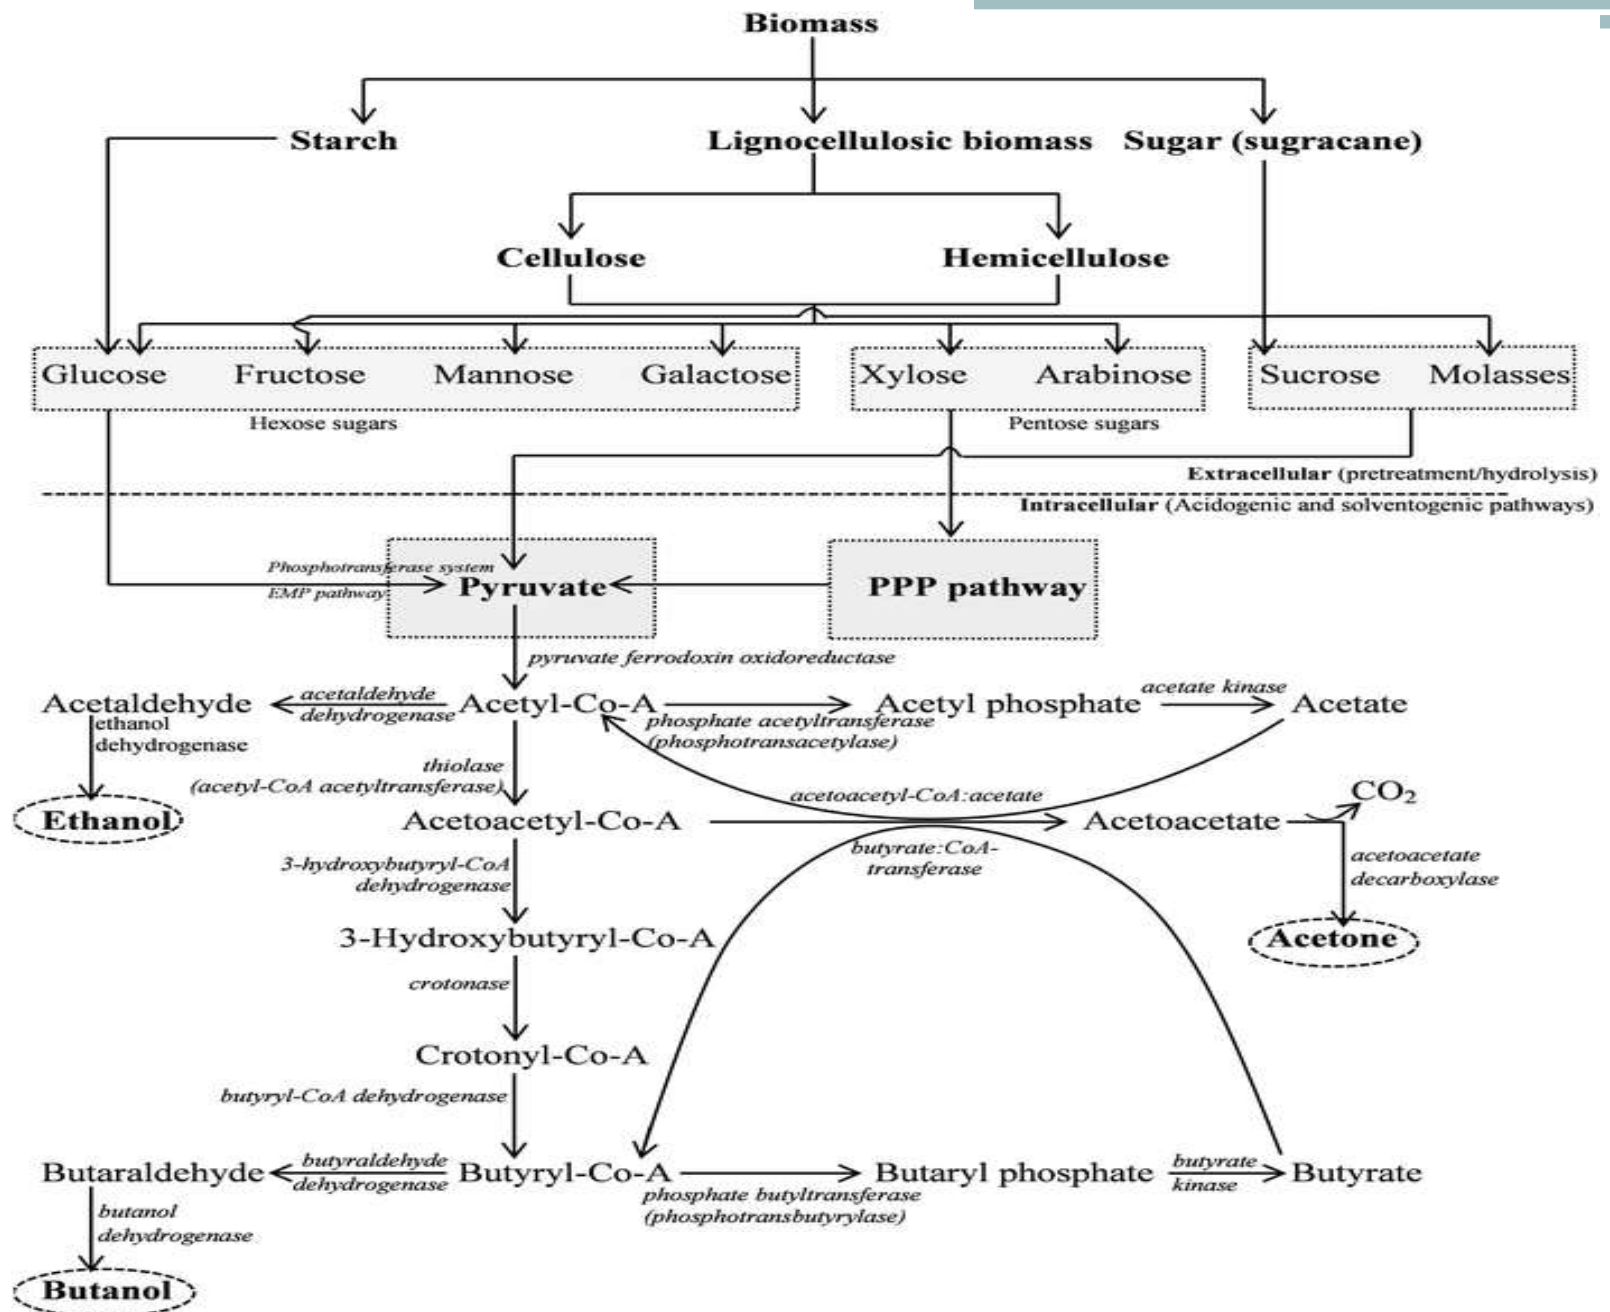 Biomass
Starch
Lignocellulosic biomass
Sugar (sugracane)
Cellulose
Hemicellulose
Glucose
Fructose
Mannose
Galactose
Xylose
Arabinose
Sucrose
Molasses
Hexose sugars
Pentose sugars
Extracellular (pretreatment/hydrolysis)
Intracellular (Acidogenic and solventogenic pathways)
Phosphotransferase system
EMP pathway
Pyruvate
PPP pathway
pyruvate ferrodoxin oxidoreductase
Acetaldehyde
acetaldehyde
dehydrogenase
Acetyl-Co-A
phosphate acetyltransferase
(phosphotransacetylase)
Acetyl phosphate
acetate kinase
Acetate
ethanol
dehydrogenase
Ethanol
thiolase
(acetyl-CoA acetyltransferase)
Acetoacetyl-Co-A
acetoacetyl-CoA:acetate
butyrate:CoA-
transferase
Acetoacetate
CO₂
acetoacetate
decarboxylase
Acetone
3-hydroxybutyryl-CoA
dehydrogenase
3-Hydroxybutyryl-Co-A
crotonase
Crotonyl-Co-A
butyryl-CoA dehydrogenase
Butaraldehyde
butyraldehyde
dehydrogenase
Butyryl-Co-A
phosphate butyltransferase
(phosphotransbutyrylase)
Butaryl phosphate
butyrate
kinase
Butyrate
butanol
dehydrogenase
Butanol